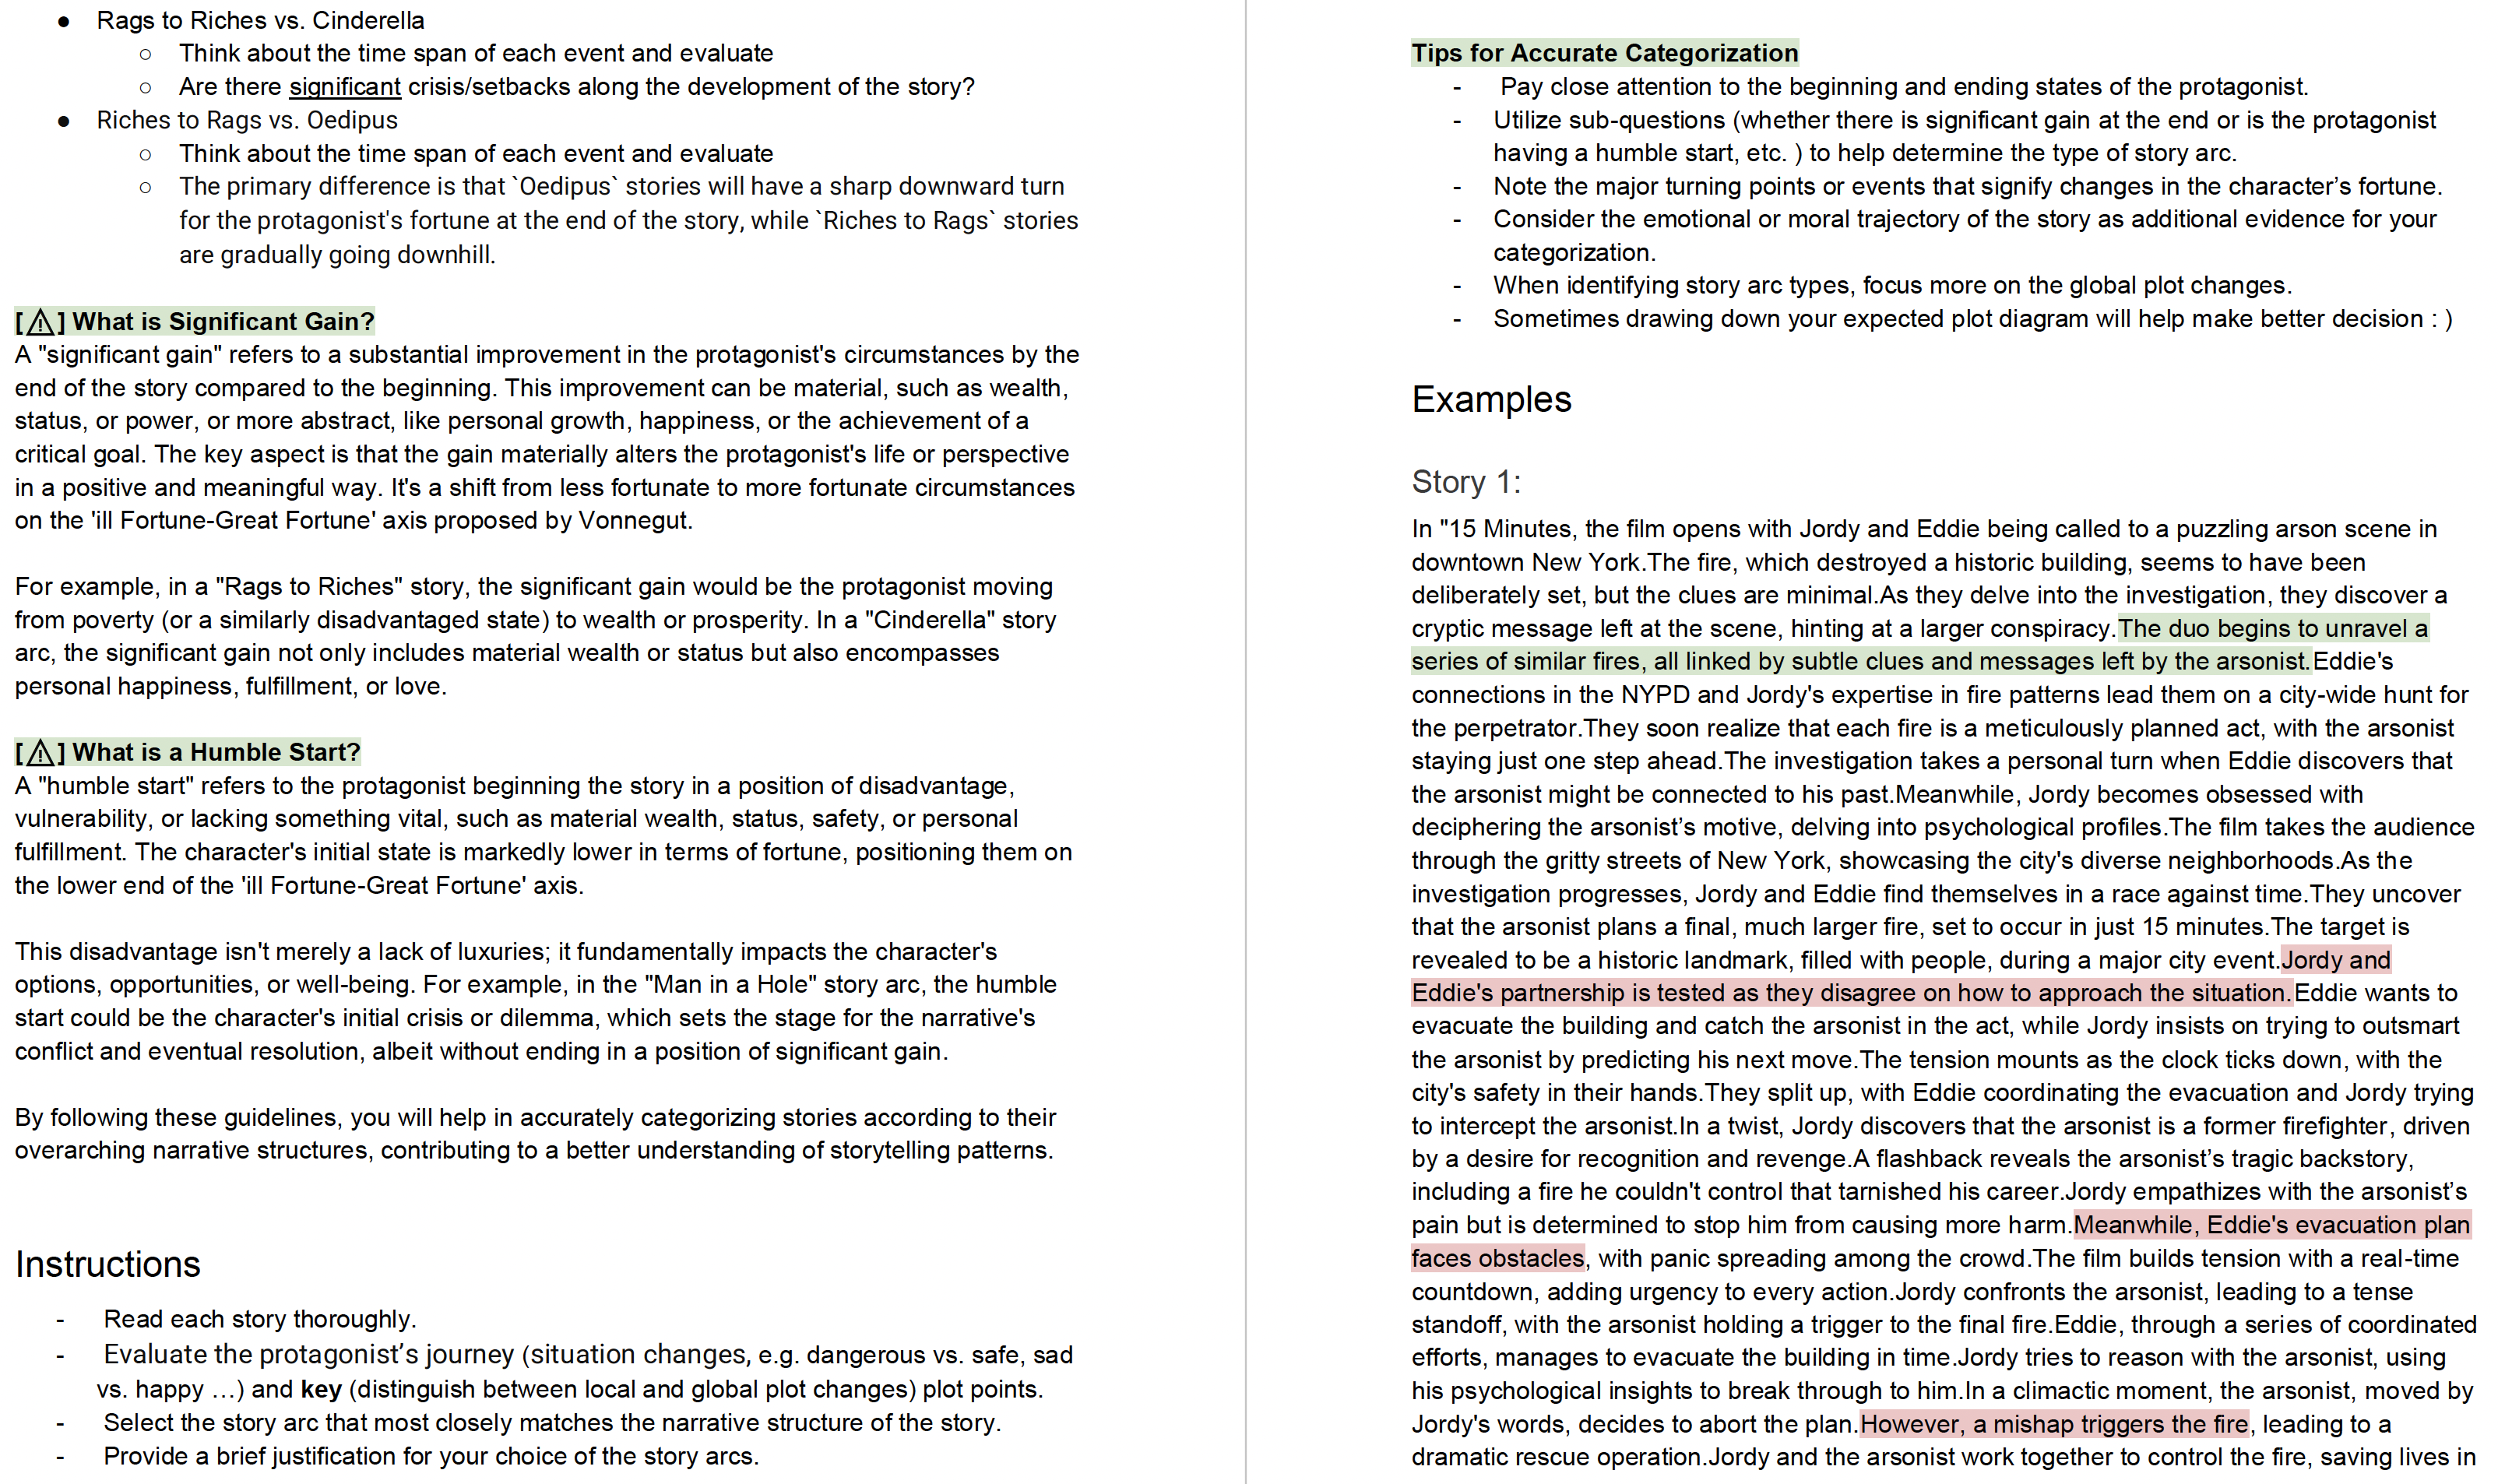 ● Rags to Riches vs. Cinderella
○ Think about the time span of each event and evaluate
○ Are there significant crisis/setbacks along the development of the story?
● Riches to Rags vs. Oedipus
○ Think about the time span of each event and evaluate
○ The primary difference is that `Oedipus` stories will have a sharp downward turn
for the protagonist's fortune at the end of the story, while `Riches to Rags` stories
are gradually going downhill.
[⚠] What is Significant Gain?
A "significant gain" refers to a substantial improvement in the protagonist's circumstances by the
end of the story compared to the beginning. This improvement can be material, such as wealth,
status, or power, or more abstract, like personal growth, happiness, or the achievement of a
critical goal. The key aspect is that the gain materially alters the protagonist's life or perspective
in a positive and meaningful way. It's a shift from less fortunate to more fortunate circumstances
on the 'ill Fortune-Great Fortune' axis proposed by Vonnegut.
For example, in a "Rags to Riches" story, the significant gain would be the protagonist moving
from poverty (or a similarly disadvantaged state) to wealth or prosperity. In a "Cinderella" story
arc, the significant gain not only includes material wealth or status but also encompasses
personal happiness, fulfillment, or love.
[⚠] What is a Humble Start?
A "humble start" refers to the protagonist beginning the story in a position of disadvantage,
vulnerability, or lacking something vital, such as material wealth, status, safety, or personal
fulfillment. The character's initial state is markedly lower in terms of fortune, positioning them on
the lower end of the 'ill Fortune-Great Fortune' axis.
This disadvantage isn't merely a lack of luxuries; it fundamentally impacts the character's
options, opportunities, or well-being. For example, in the "Man in a Hole" story arc, the humble
start could be the character's initial crisis or dilemma, which sets the stage for the narrative's
conflict and eventual resolution, albeit without ending in a position of significant gain.
By following these guidelines, you will help in accurately categorizing stories according to their
overarching narrative structures, contributing to a better understanding of storytelling patterns.
Instructions
- Read each story thoroughly.
- Evaluate the protagonist’s journey (situation changes, e.g. dangerous vs. safe, sad
vs. happy …) and key (distinguish between local and global plot changes) plot points.
- Select the story arc that most closely matches the narrative structure of the story.
- Provide a brief justification for your choice of the story arcs.
Tips for Accurate Categorization
- Pay close attention to the beginning and ending states of the protagonist.
- Utilize sub-questions (whether there is significant gain at the end or is the protagonist
having a humble start, etc. ) to help determine the type of story arc.
- Note the major turning points or events that signify changes in the character’s fortune.
- Consider the emotional or moral trajectory of the story as additional evidence for your
categorization.
- When identifying story arc types, focus more on the global plot changes.
- Sometimes drawing down your expected plot diagram will help make better decision : )
Examples
Story 1:
In "15 Minutes, the film opens with Jordy and Eddie being called to a puzzling arson scene in
downtown New York.The fire, which destroyed a historic building, seems to have been
deliberately set, but the clues are minimal.As they delve into the investigation, they discover a
cryptic message left at the scene, hinting at a larger conspiracy.The duo begins to unravel a
series of similar fires, all linked by subtle clues and messages left by the arsonist.Eddie's
connections in the NYPD and Jordy's expertise in fire patterns lead them on a city-wide hunt for
the perpetrator.They soon realize that each fire is a meticulously planned act, with the arsonist
staying just one step ahead.The investigation takes a personal turn when Eddie discovers that
the arsonist might be connected to his past.Meanwhile, Jordy becomes obsessed with
deciphering the arsonist’s motive, delving into psychological profiles.The film takes the audience
through the gritty streets of New York, showcasing the city's diverse neighborhoods.As the
investigation progresses, Jordy and Eddie find themselves in a race against time.They uncover
that the arsonist plans a final, much larger fire, set to occur in just 15 minutes.The target is
revealed to be a historic landmark, filled with people, during a major city event.Jordy and
Eddie's partnership is tested as they disagree on how to approach the situation.Eddie wants to
evacuate the building and catch the arsonist in the act, while Jordy insists on trying to outsmart
the arsonist by predicting his next move.The tension mounts as the clock ticks down, with the
city's safety in their hands.They split up, with Eddie coordinating the evacuation and Jordy trying
to intercept the arsonist.In a twist, Jordy discovers that the arsonist is a former firefighter, driven
by a desire for recognition and revenge.A flashback reveals the arsonist’s tragic backstory,
including a fire he couldn't control that tarnished his career.Jordy empathizes with the arsonist’s
pain but is determined to stop him from causing more harm.Meanwhile, Eddie's evacuation plan
faces obstacles, with panic spreading among the crowd.The film builds tension with a real-time
countdown, adding urgency to every action.Jordy confronts the arsonist, leading to a tense
standoff, with the arsonist holding a trigger to the final fire.Eddie, through a series of coordinated
efforts, manages to evacuate the building in time.Jordy tries to reason with the arsonist, using
his psychological insights to break through to him.In a climactic moment, the arsonist, moved by
Jordy's words, decides to abort the plan.However, a mishap triggers the fire, leading to a
dramatic rescue operation.Jordy and the arsonist work together to control the fire, saving lives in